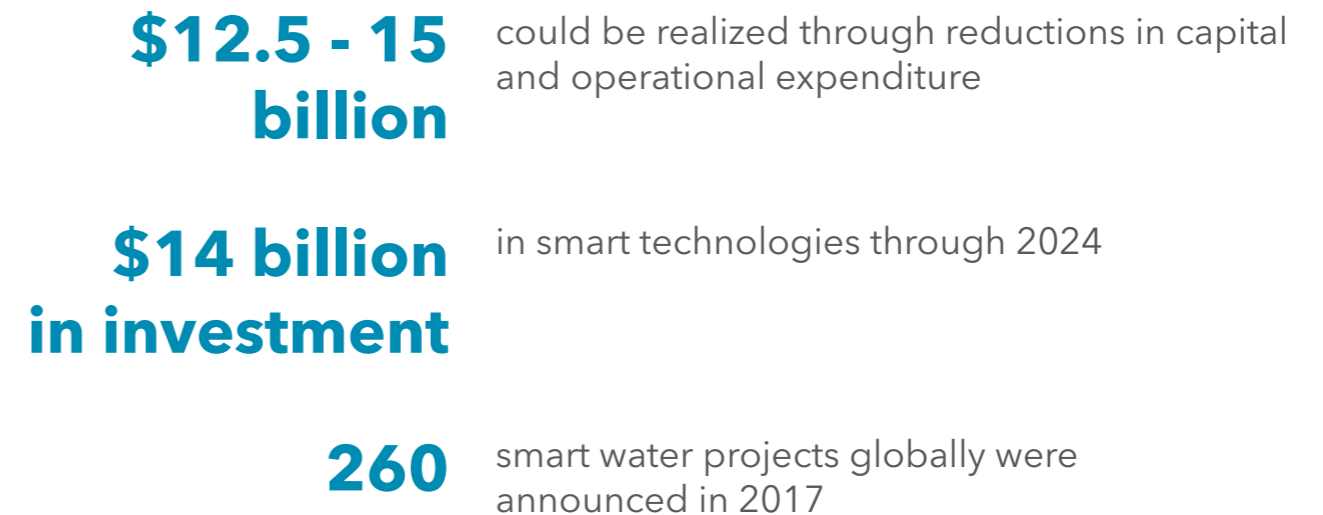 $12.5 - 15
billion
could be realized through reductions in capital
and operational expenditure
$14 billion
in investment
in smart technologies through 2024
260
smart water projects globally were
announced in 2017